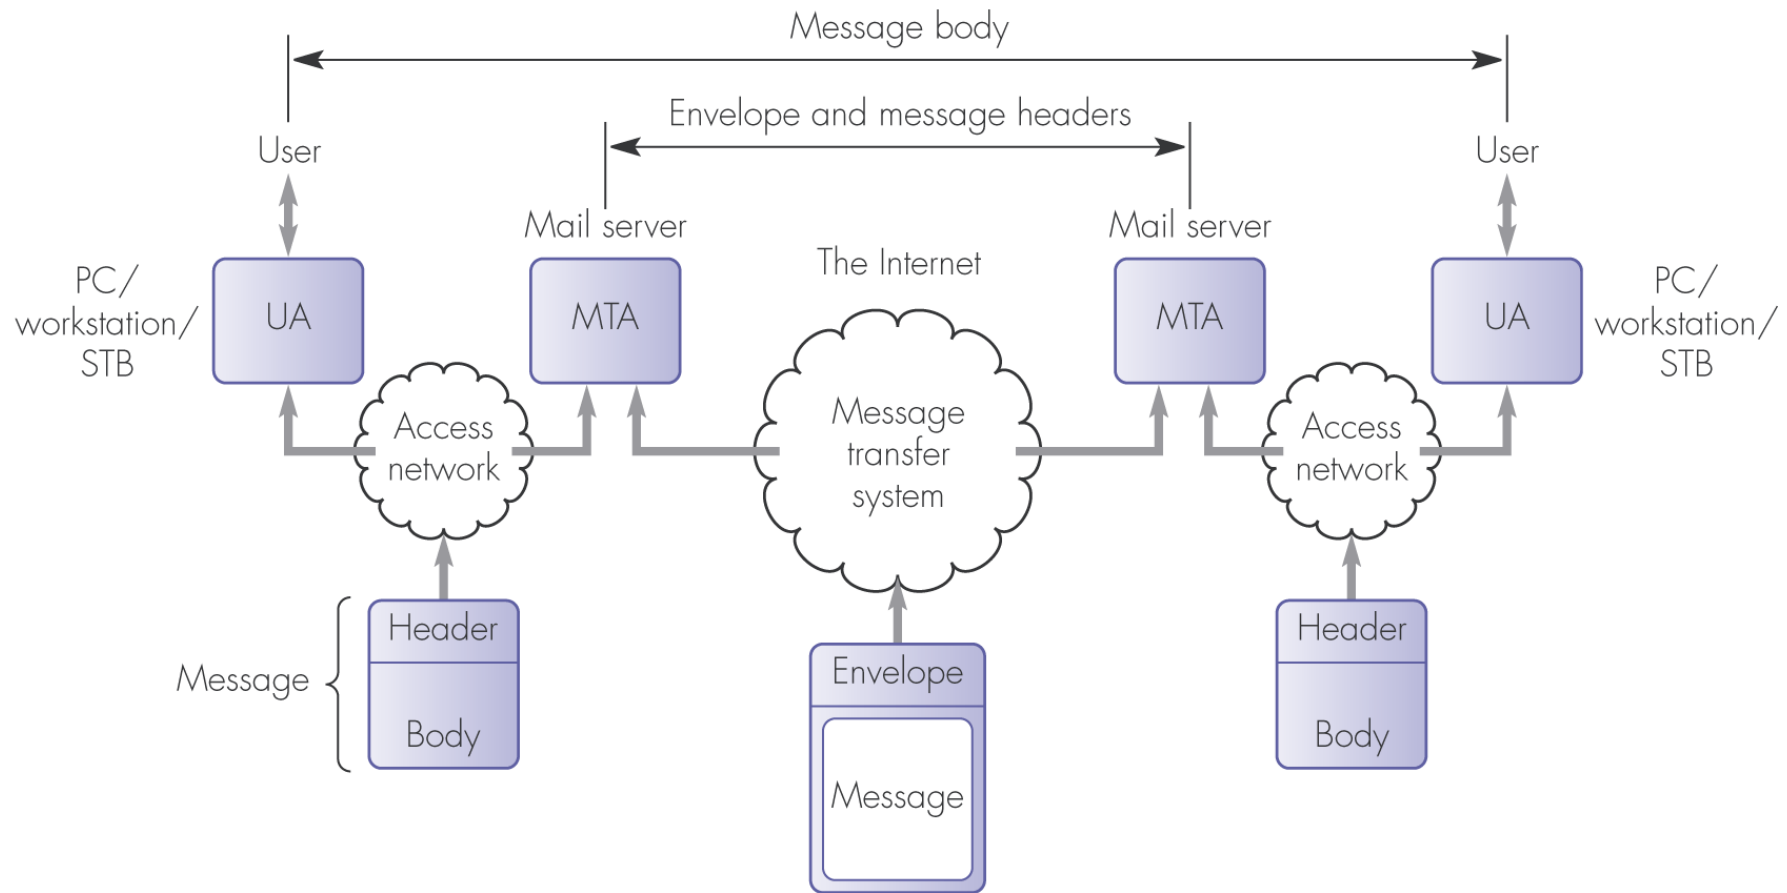 Message body
Envelope and message headers
User
User
Mail server
Mail server
The Internet
PC/
workstation/
STB
UA
MTA
MTA
UA
PC/
workstation/
STB
Access
network
Message
transfer
system
Access
network
Message
Header
Body
Envelope
Message
Header
Body